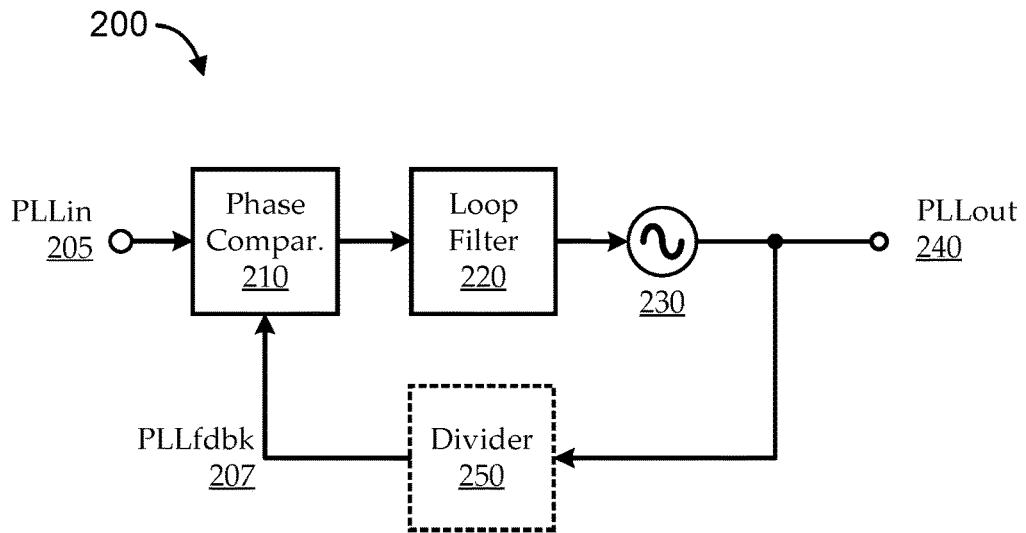 200
PLLin
205
Phase
Compar.
210
Loop
Filter
220
230
PLLout
240
PLLfdbk
207
Divider
250